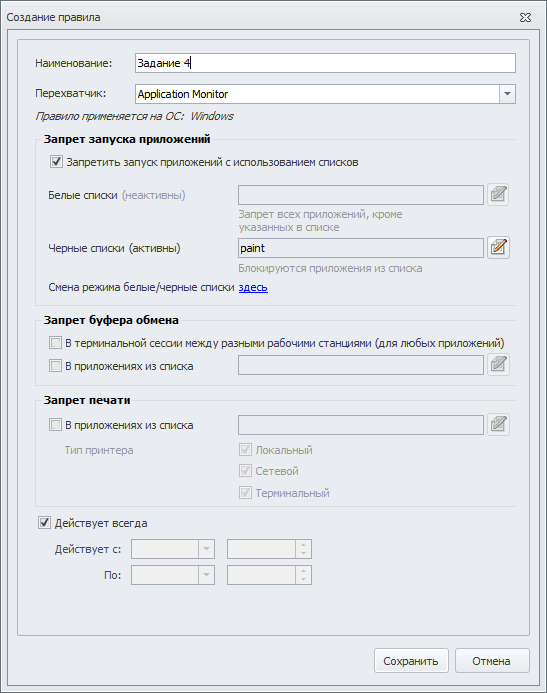 Создание правила
Наименование: Задание 4
Перехватчик: Application Monitor
Правило применяется на ОС: Windows
Запрет запуска приложений
Запретить запуск приложений с использованием списков
Белые списки (неактивны)
Запрет всех приложений, кроме
указанных в списке
Черные списки (активны) paint
Блокируются приложения из списка
Смена режима белые/черные списки здесь
Запрет буфера обмена
В терминальной сессии между разными рабочими станциями (для любых приложений)
В приложениях из списка
Запрет печати
В приложениях из списка
Тип принтера Локальный
Сетевой
Терминальный
Действует всегда
Действует с:
По:
Сохранить Отмена